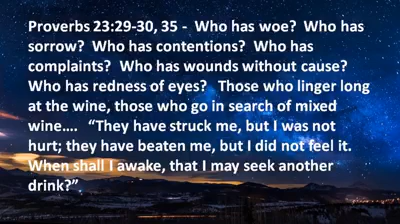 Proverbs 23:29-30, 35 -  Who has woe?  Who has
sorrow?  Who has contentions?  Who has
complaints?  Who has wounds without cause?
Who has redness of eyes?   Those who linger long
at the wine, those who go in search of mixed
wine….   “They have struck me, but I was not
hurt; they have beaten me, but I did not feel it.
When shall I awake, that I may seek another
drink?”